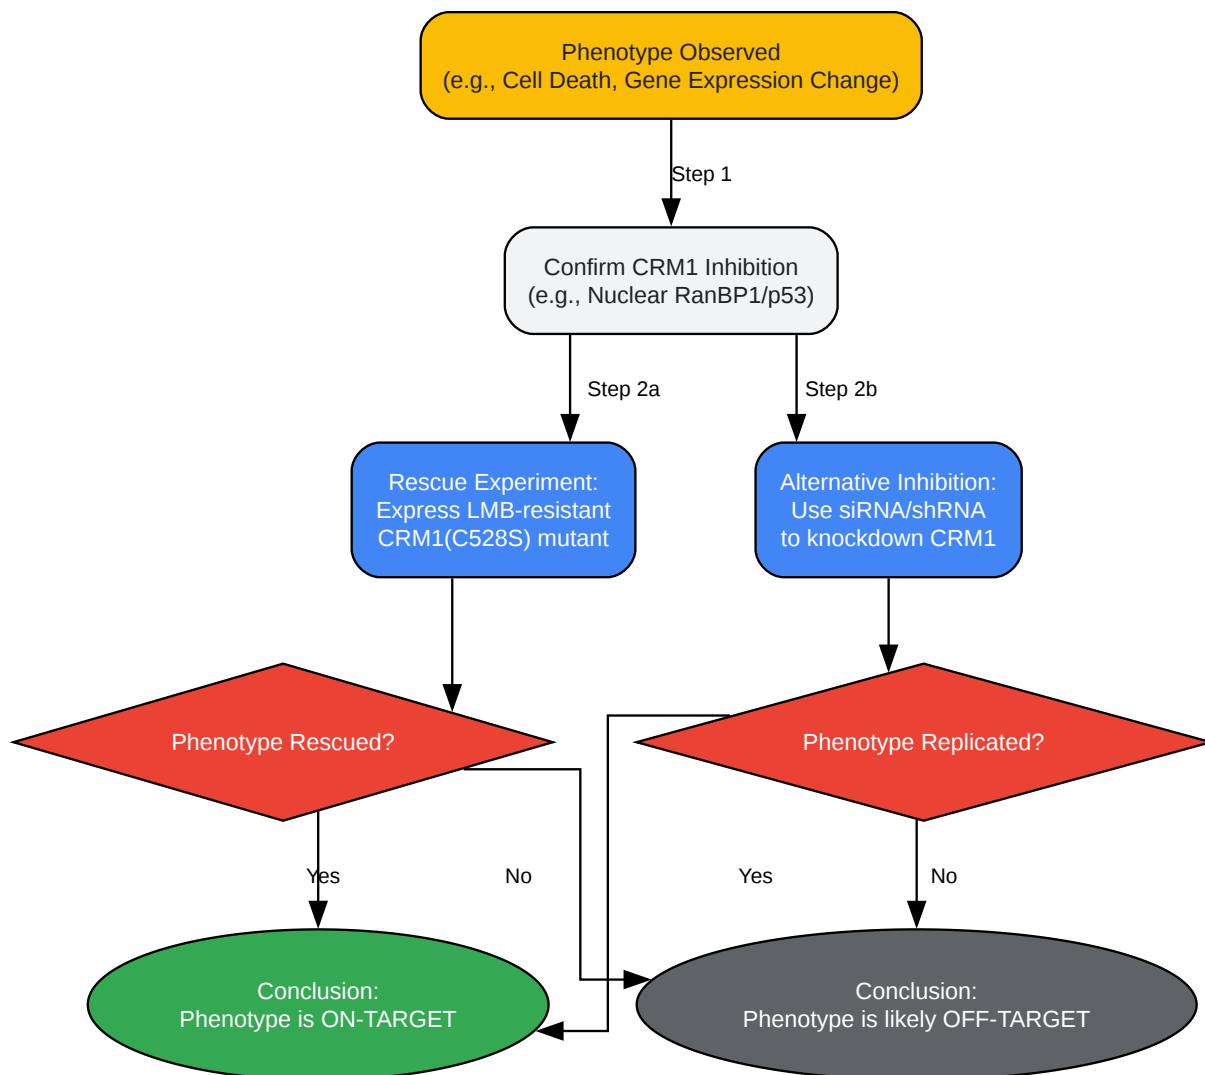 Phenotype Observed
(e.g., Cell Death, Gene Expression Change)
Step 1
Confirm CRM1 Inhibition
(e.g., Nuclear RanBP1/p53)
Step 2a
Step 2b
Rescue Experiment:
Express LMB-resistant
CRM1(C528S) mutant
Alternative Inhibition:
Use siRNA/shRNA
to knockdown CRM1
Phenotype Rescued?
Phenotype Replicated?
Yes
No
Yes
No
Conclusion:
Phenotype is ON-TARGET
Conclusion:
Phenotype is likely OFF-TARGET